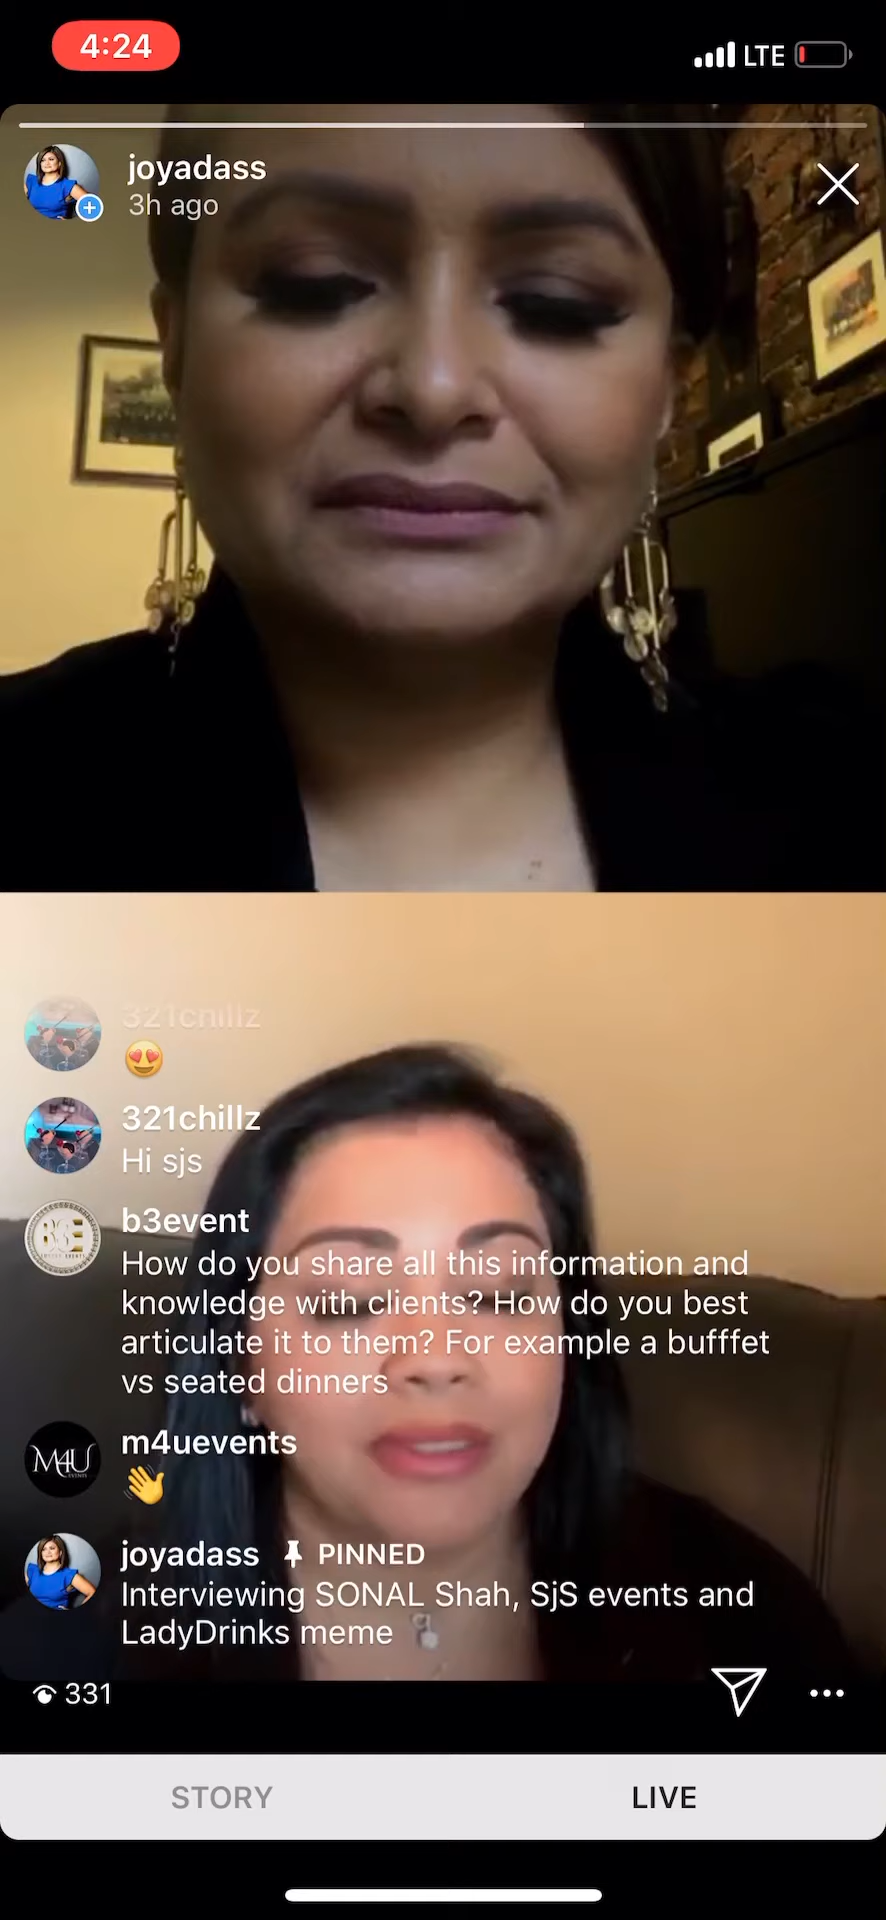 4:24
LTE
joyadass
3h ago
321chillz
😍
321chillz
Hi sjs
b3event
How do you share all this information and
knowledge with clients? How do you best
articulate it to them? For example a bufffet
vs seated dinners
M4U
m4uevents
👋
joyadass PINNED
Interviewing SONAL Shah, SjS events and
LadyDrinks meme
331
STORY
LIVE